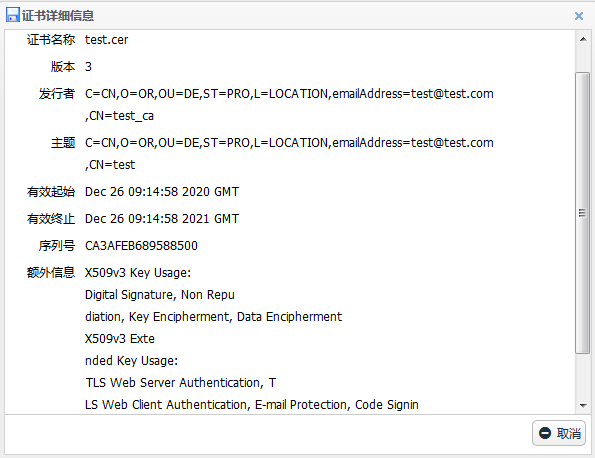 证书详细信息
证书名称 test.cer
版本 3
发行者 C=CN,O=OR,OU=DE,ST=PRO,L=LOCATION,emailAddress=test@test.com
,CN=test_ca
主题 C=CN,O=OR,OU=DE,ST=PRO,L=LOCATION,emailAddress=test@test.com
,CN=test
有效起始 Dec 26 09:14:58 2020 GMT
有效终止 Dec 26 09:14:58 2021 GMT
序列号 CA3AFEB689588500
额外信息 X509v3 Key Usage:
Digital Signature, Non Repu
diation, Key Encipherment, Data Encipherment
X509v3 Exte
nded Key Usage:
TLS Web Server Authentication, T
LS Web Client Authentication, E-mail Protection, Code Signin
取消